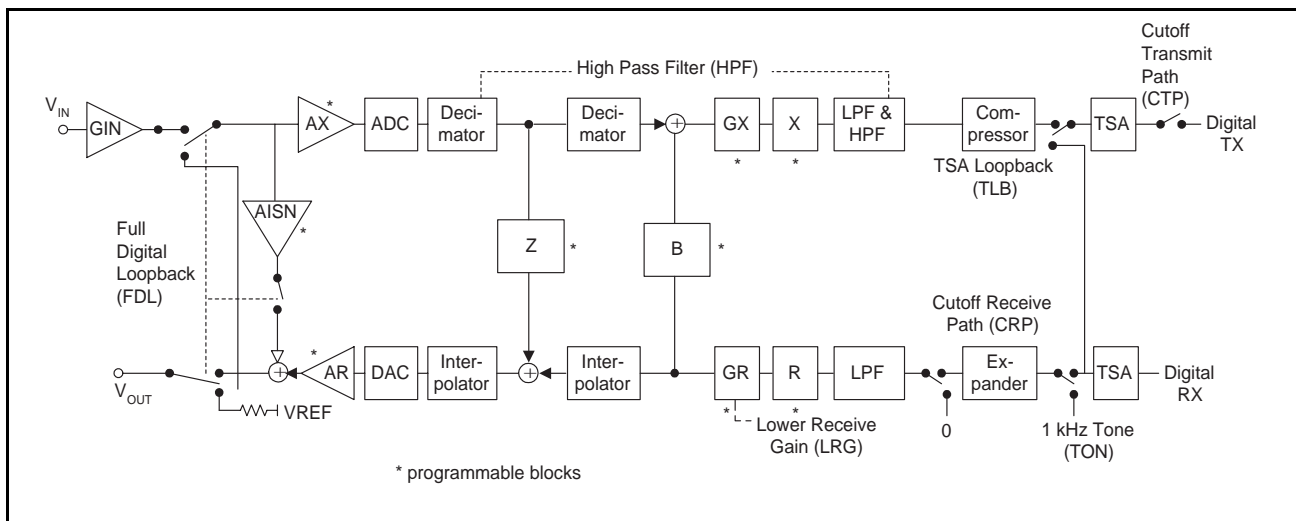 High Pass Filter (HPF)
Cutoff
Transmit
Path
(CTP)
VIN
GIN
AX
*
ADC
Deci-
mator
Deci-
mator
+
GX
*
X
*
LPF &
HPF
Com-
pressor
TSA
Digital
TX
TSA Loopback
(TLB)
AISN
*
Full
Digital
Loopback
(FDL)
Z
*
B
*
Cutoff Receive
Path (CRP)
VOUT
+
*
AR
DAC
Inter-
polator
+
Inter-
polator
GR
*
R
*
LPF
Ex-
pander
TSA
Digital
RX
VREF
Lower Receive
Gain (LRG)
0
1 kHz Tone
(TON)
* programmable blocks